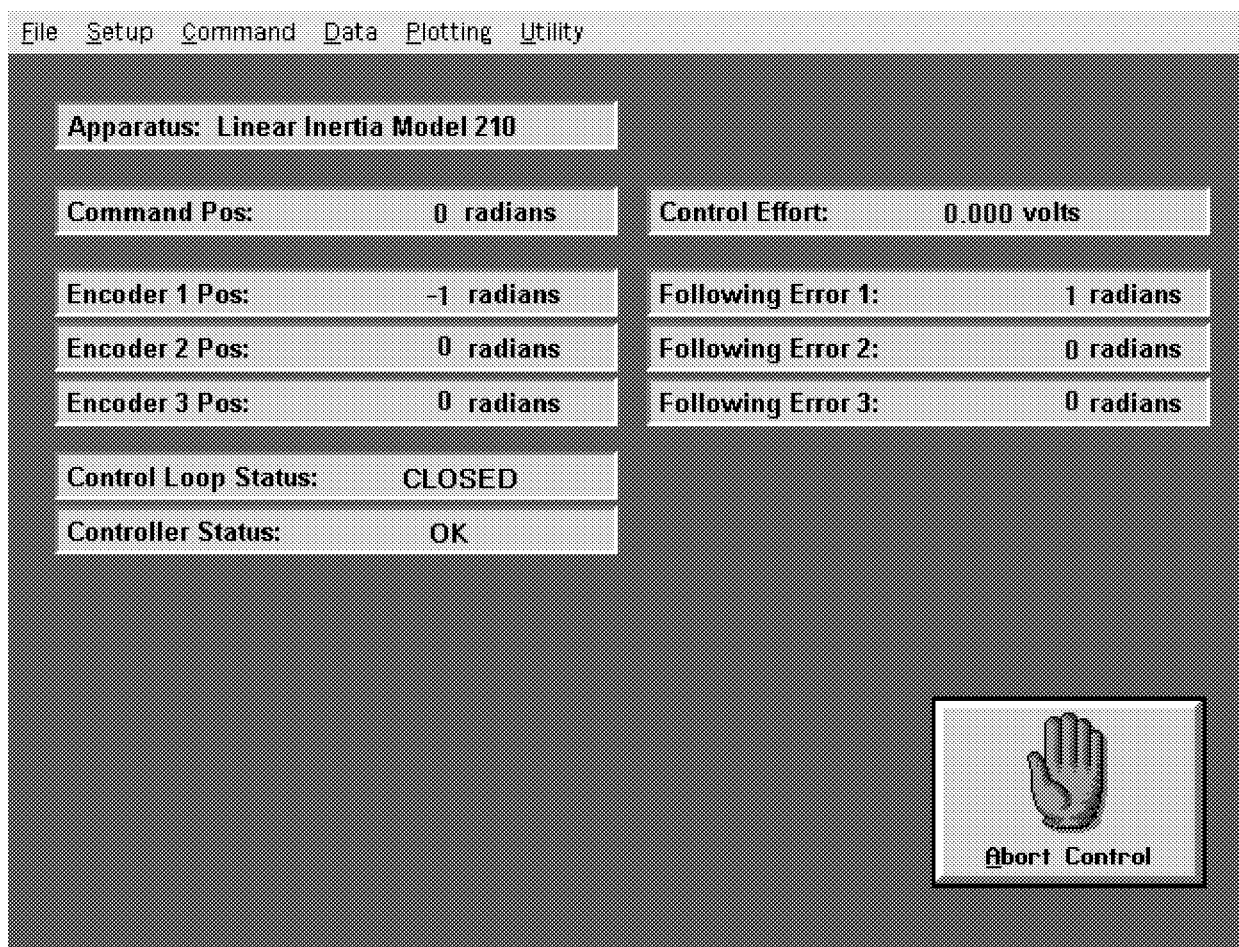 File Setup Command Data Plotting Utility
Apparatus: Linear Inertia Model 210
Command Pos: 0 radians
Control Effort: 0.000 volts
Encoder 1 Pos: -1 radians
Following Error 1: 1 radians
Encoder 2 Pos: 0 radians
Following Error 2: 0 radians
Encoder 3 Pos: 0 radians
Following Error 3: 0 radians
Control Loop Status: CLOSED
Controller Status: OK
Abort Control